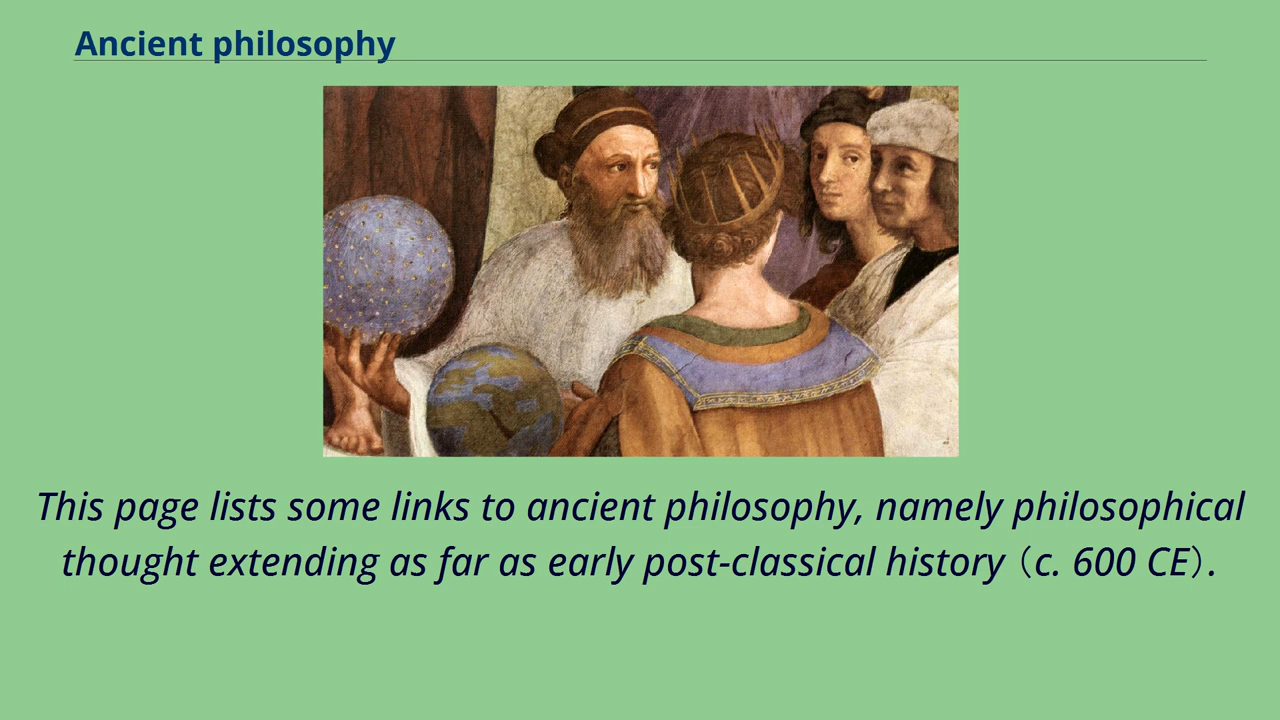 Ancient philosophy
This page lists some links to ancient philosophy, namely philosophical
thought extending as far as early post-classical history（c. 600 CE）.